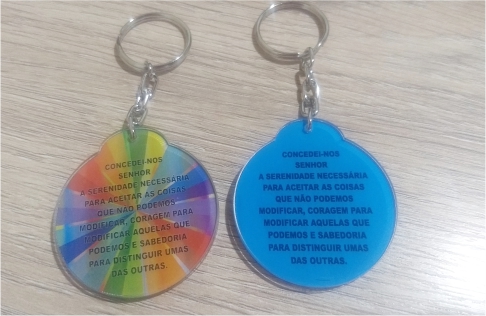 CONCEDEI-NOS
SENHOR
A SERENIDADE NECESSÁRIA
PARA ACEITAR AS COISAS
QUE NÃO PODEMOS
MODIFICAR, CORAGEM PARA
MODIFICAR AQUELAS QUE
PODEMOS E SABEDORIA
PARA DISTINGUIR UMAS
DAS OUTRAS.
CONCEDEI-NOS
SENHOR
A SERENIDADE NECESSÁRIA
PARA ACEITAR AS COISAS
QUE NÃO PODEMOS
MODIFICAR, CORAGEM PARA
MODIFICAR AQUELAS QUE
PODEMOS E SABEDORIA
PARA DISTINGUIR UMAS
DAS OUTRAS.